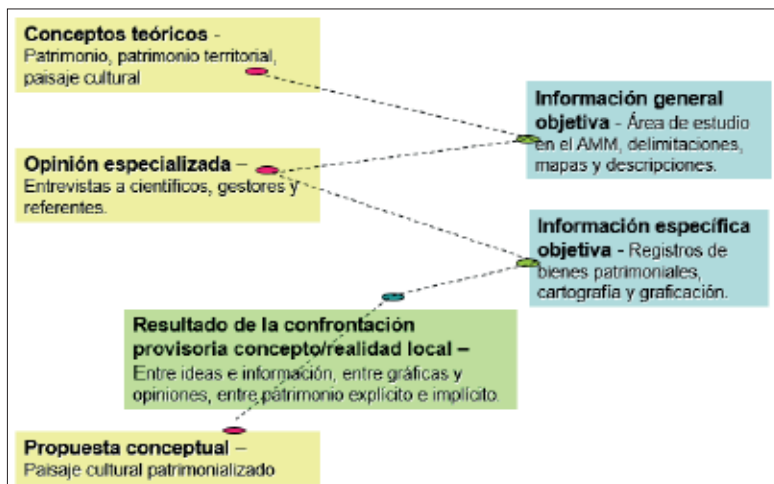 Conceptos teóricos -
Patrimonio, patrimonio territorial,
paisaje cultural
Información general
objetiva - Área de estudio
en el AMM, delimitaciones,
mapas y descripciones.
Opinión especializada –
Entrevistas a científicos, gestores y
referentes.
Información específica
objetiva - Registros de
bienes patrimoniales,
cartografía y graficación.
Resultado de la confrontación
provisoria concepto/realidad local –
Entre ideas e información, entre gráficas y
opiniones, entre patrimonio explícito e implícito.
Propuesta conceptual –
Paisaje cultural patrimonializado